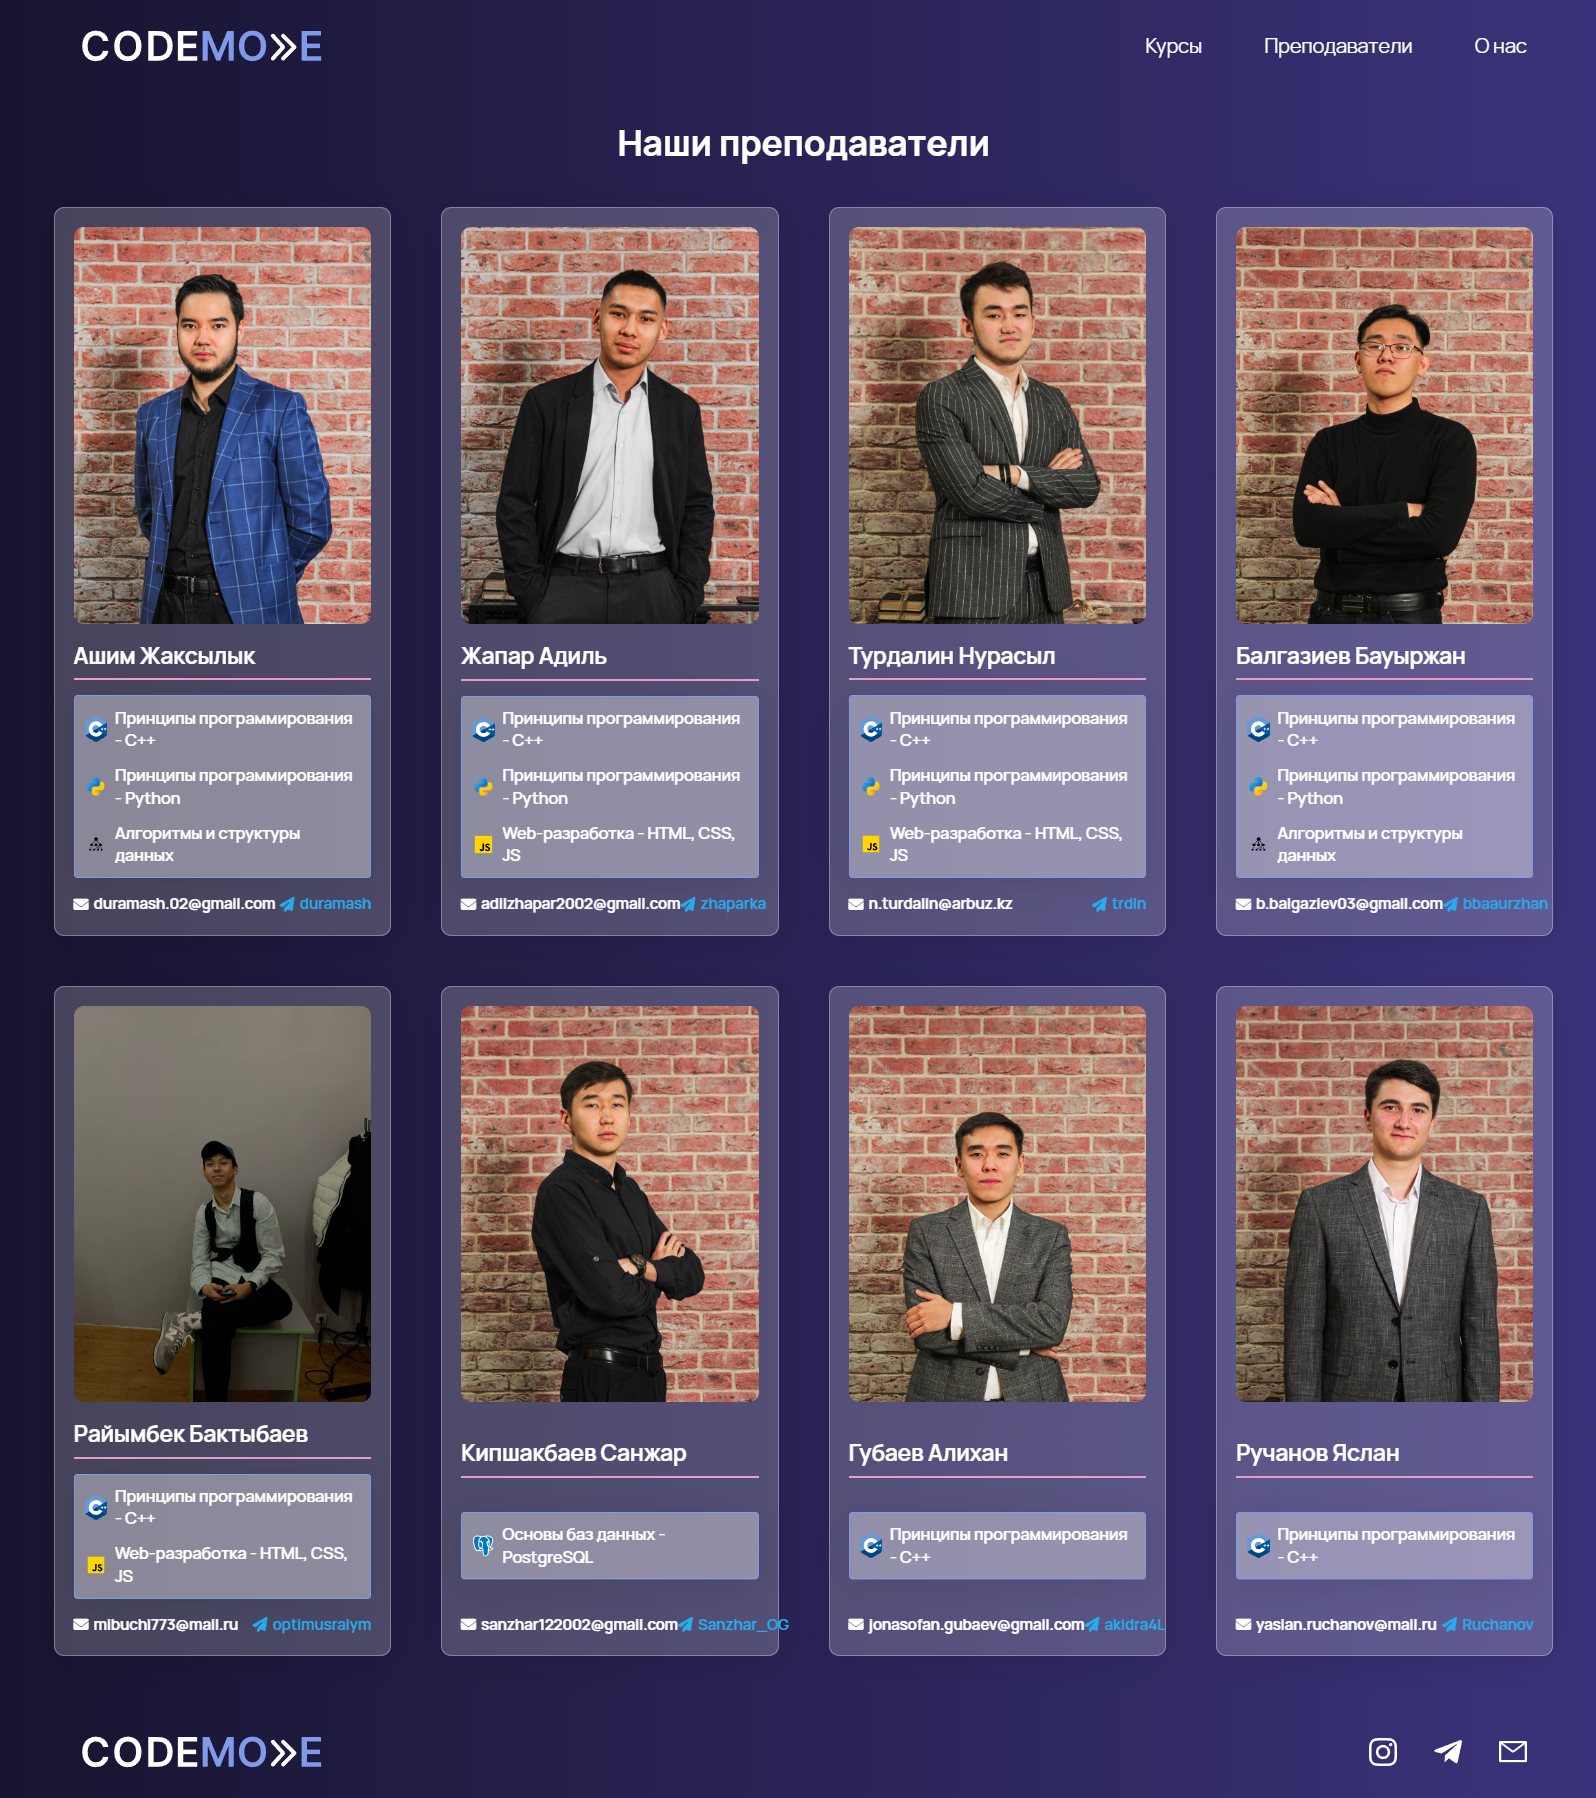 CODEMO»E
Курсы
Преподаватели
О нас
Наши преподаватели
Ашим Жаксылык
Принципы программирования
- C++
Принципы программирования
- Python
Алгоритмы и структуры
данных
duramash.02@gmail.com
duramash
Жапар Адиль
Принципы программирования
- C++
Принципы программирования
- Python
Web-разработка - HTML, CSS,
JS
adilzhapar2002@gmail.com
zhaparka
Турдалин Нурасыл
Принципы программирования
- C++
Принципы программирования
- Python
Web-разработка - HTML, CSS,
JS
n.turdalin@arbuz.kz
trdln
Балгазиев Бауыржан
Принципы программирования
- C++
Принципы программирования
- Python
Алгоритмы и структуры
данных
b.balgaziev03@gmail.com
bbaaurzhan
Райымбек Бактыбаев
Принципы программирования
- C++
Web-разработка - HTML, CSS,
JS
mibuchi773@mail.ru
optimusraiym
Кипшакбаев Санжар
Основы баз данных -
PostgreSQL
sanzhar122002@gmail.com
Sanzhar_OG
Губаев Алихан
Принципы программирования
- C++
jonasofan.gubaev@gmail.com
akidra4L
Ручанов Яслан
Принципы программирования
- C++
yaslan.ruchanov@mail.ru
Ruchanov
CODEMO»E